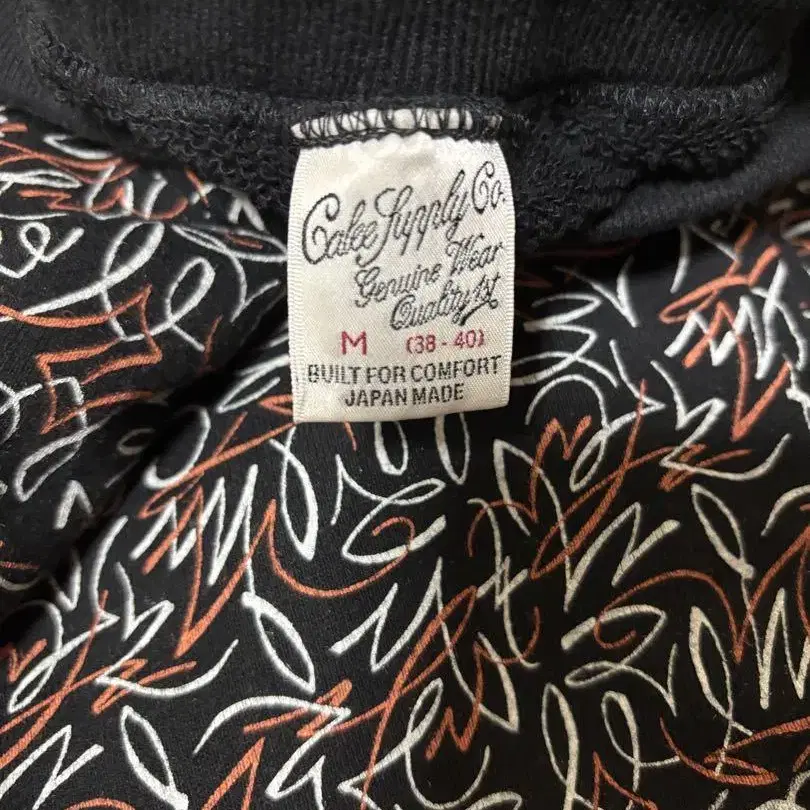 Calee Supply Co.
Genuine Wear
Quality 1st
M (38 - 40)
BUILT FOR COMFORT
JAPAN MADE